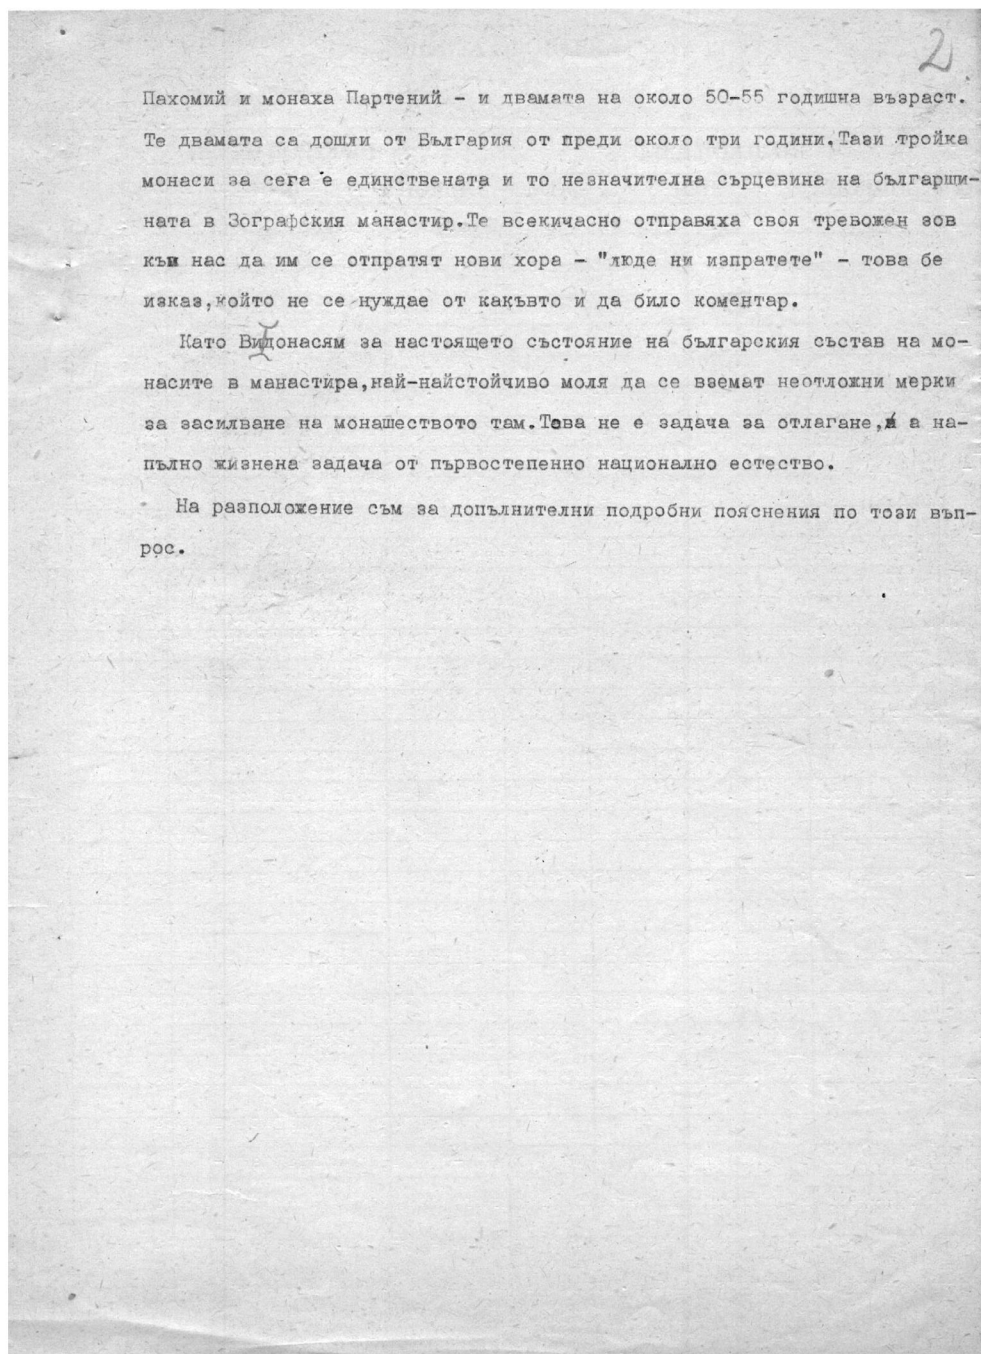 2
Пахомий и монаха Партений - и двамата на около 50-55 годишна възраст.
Те двамата са дошли от България от преди около три години.Тази тройка
монаси за сега е единствената и то незначителна сърцевина на българщи-
ната в Зографския манастир.Те всекичасно отправяха своя тревожен зов
към нас да им се отпратят нови хора - "люде ни изпратете" - това бе
изказ,който не се нуждае от какъвто и да било коментар.
Като Ви донасям за настоящето състояние на българския състав на мо-
насите в манастира,най-найстойчиво моля да се вземат неотложни мерки
за засилване на монашеството там.Това не е задача за отлагане, а на-
пълно жизнена задача от първостепенно национално естество.
На разположение съм за допълнителни подробни пояснения по този въп-
рос.